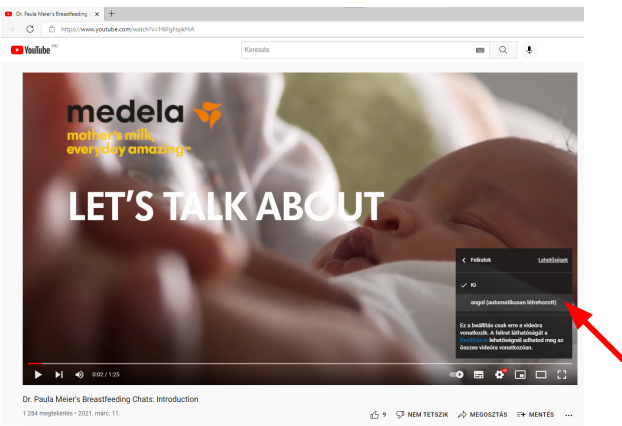 Dr. Paula Meier's Breastfeeding
https://www.youtube.com/watch?v=
YouTube HU
Keresés
medela
mother's milk,
everyday amazing™
LET'S TALK ABOUT
Feliratok Lehetőségek
Ki
angol (automatikusan létrehozott)
Ez a beállítás csak erre a videóra
vonatkozik. A felirat láthatóságát a
Beállítások lehetőségnél adhatod meg az
összes videóra vonatkozóan.
0:02 / 1:25
Dr. Paula Meier's Breastfeeding Chats: Introduction
1 284 megtekintés • 2021. márc. 11.
9 NEM TETSZIK MEGOSZTÁS MENTÉS